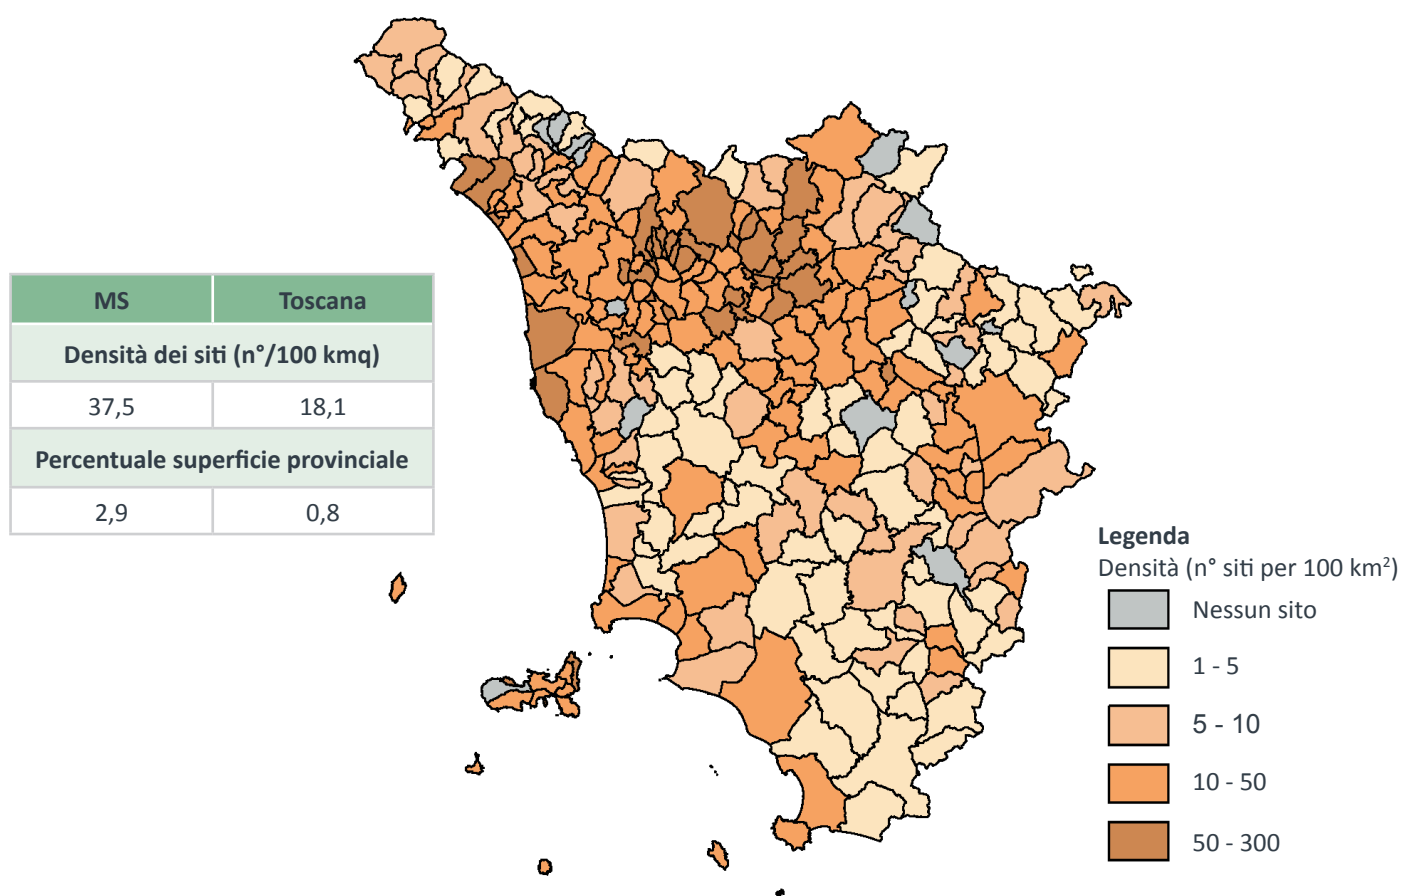 MS Toscana
Densità dei siti (n°/100 kmq)
37,5 18,1
Percentuale superficie provinciale
2,9 0,8
Legenda
Densità (n° siti per 100 km²)
Nessun sito
1 - 5
5 - 10
10 - 50
50 - 300